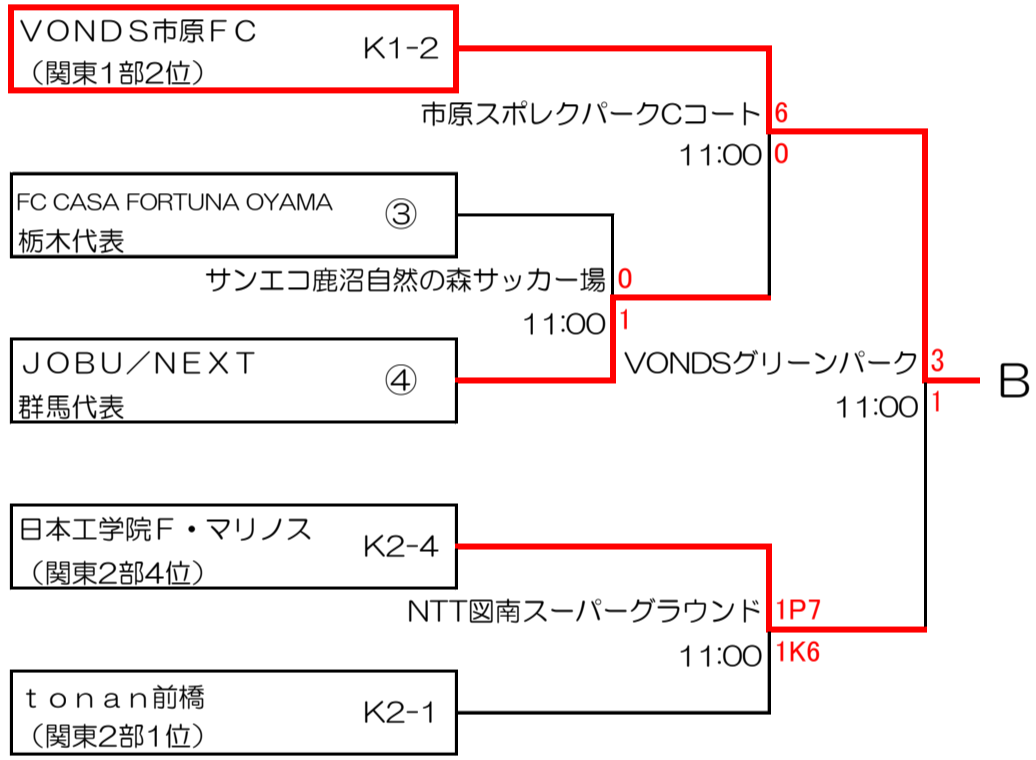 ＶＯＮＤＳ市原ＦＣ
（関東1部2位）
K1-2
市原スポレクパークCコート
6
11:00
0
FC CASA FORTUNA OYAMA
栃木代表
③
サンエコ鹿沼自然の森サッカー場
0
11:00
1
ＪＯＢＵ／ＮＥＸＴ
群馬代表
④
VONDSグリーンパーク
3
11:00
1
B
日本工学院Ｆ・マリノス
（関東2部4位）
K2-4
NTT図南スーパーグラウンド
1P7
11:00
1K6
ｔｏｎａｎ前橋
（関東2部1位）
K2-1